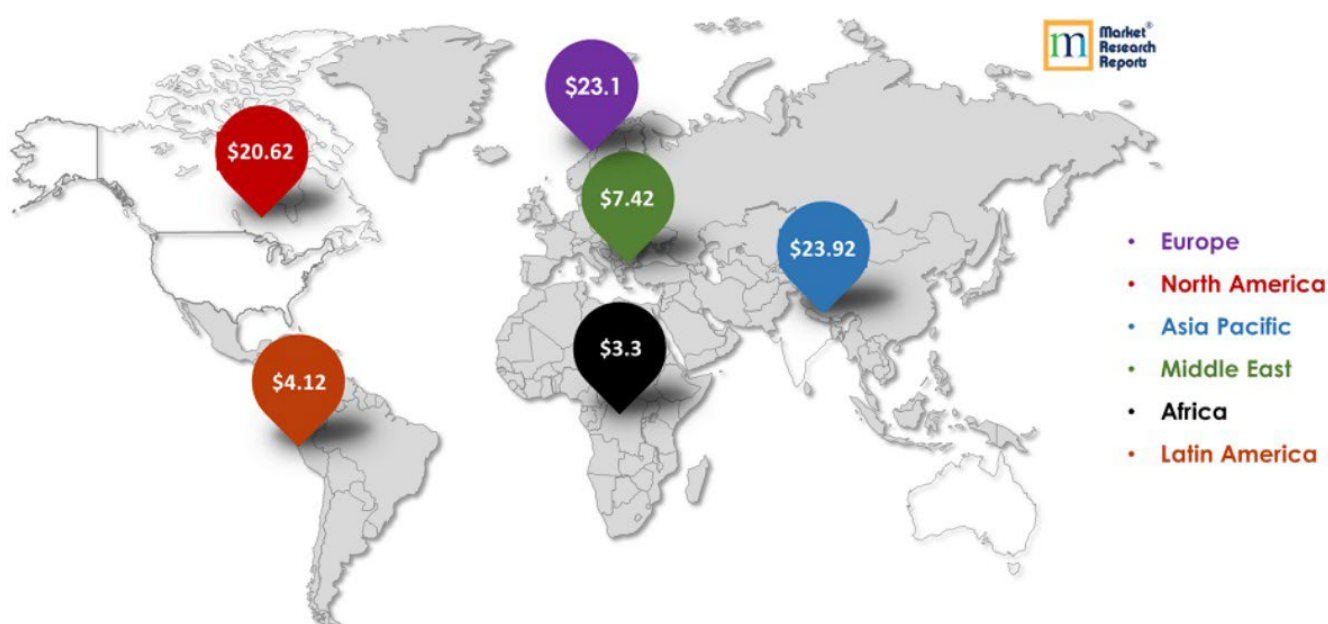 m
Market®
Research
Reports
$23.1
$20.62
$7.42
$23.92
$3.3
$4.12
• Europe
• North America
• Asia Pacific
• Middle East
• Africa
• Latin America